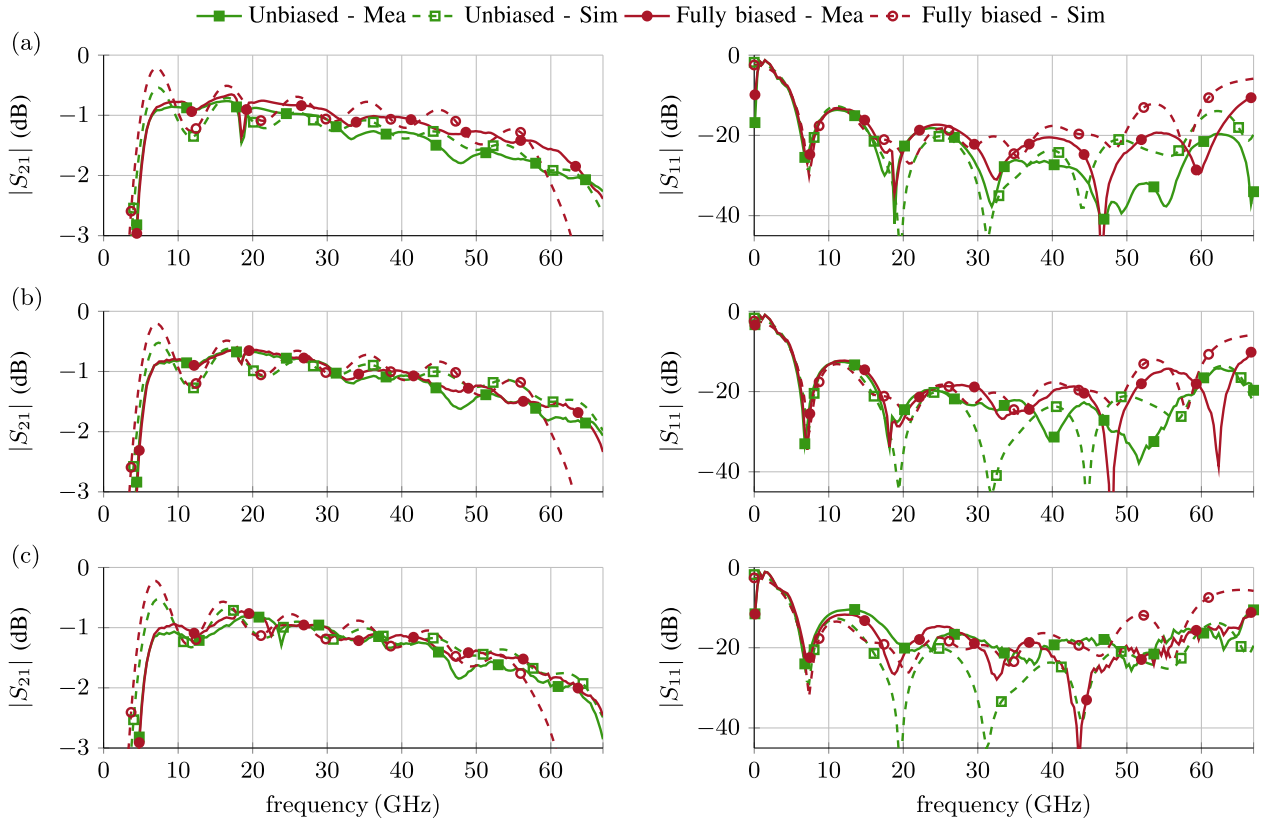 Unbiased - Mea Unbiased - Sim Fully biased - Mea Fully biased - Sim
(a)
|S21| (dB)
0
−1
−2
−3
0 10 20 30 40 50 60
|S11| (dB)
0
−20
−40
0 10 20 30 40 50 60
(b)
|S21| (dB)
0
−1
−2
−3
0 10 20 30 40 50 60
|S11| (dB)
0
−20
−40
0 10 20 30 40 50 60
(c)
|S21| (dB)
0
−1
−2
−3
0 10 20 30 40 50 60
frequency (GHz)
|S11| (dB)
0
−20
−40
0 10 20 30 40 50 60
frequency (GHz)